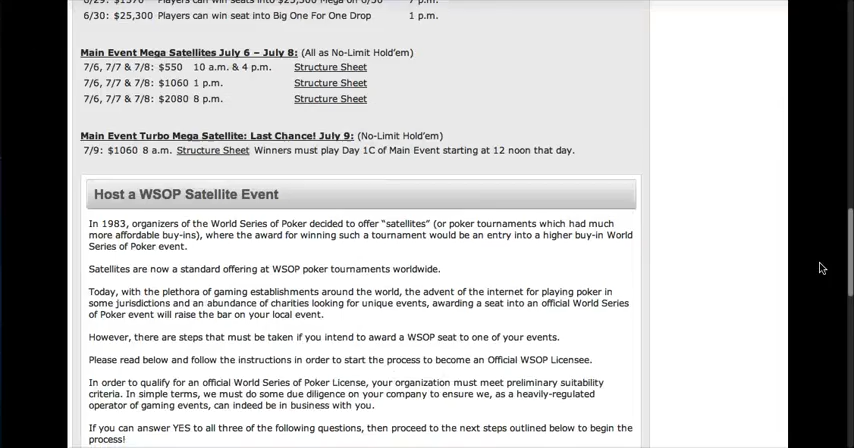 6/29: $1570 Players can win seats into $25,300 Mega on 6/30 7 p.m.
6/30: $25,300 Players can win seat into Big One For One Drop 1 p.m.
Main Event Mega Satellites July 6 – July 8: (All as No-Limit Hold’em)
7/6, 7/7 & 7/8: $550 10 a.m. & 4 p.m. Structure Sheet
7/6, 7/7 & 7/8: $1060 1 p.m. Structure Sheet
7/6, 7/7 & 7/8: $2080 8 p.m. Structure Sheet
Main Event Turbo Mega Satellite: Last Chance! July 9: (No-Limit Hold’em)
7/9: $1060 8 a.m. Structure Sheet Winners must play Day 1C of Main Event starting at 12 noon that day.
Host a WSOP Satellite Event
In 1983, organizers of the World Series of Poker decided to offer “satellites” (or poker tournaments which had much
more affordable buy-ins), where the award for winning such a tournament would be an entry into a higher buy-in World
Series of Poker event.
Satellites are now a standard offering at WSOP poker tournaments worldwide.
Today, with the plethora of gaming establishments around the world, the advent of the internet for playing poker in
some jurisdictions and an abundance of charities looking for unique events, awarding a seat into an official World Series
of Poker event will raise the bar on your local event.
However, there are steps that must be taken if you intend to award a WSOP seat to one of your events.
Please read below and follow the instructions in order to start the process to become an Official WSOP Licensee.
In order to qualify for an official World Series of Poker License, your organization must meet preliminary suitability
criteria. In simple terms, we must do some due diligence on your company to ensure we, as a heavily-regulated
operator of gaming events, can indeed be in business with you.
If you can answer YES to all three of the following questions, then proceed to the next steps outlined below to begin the
process!